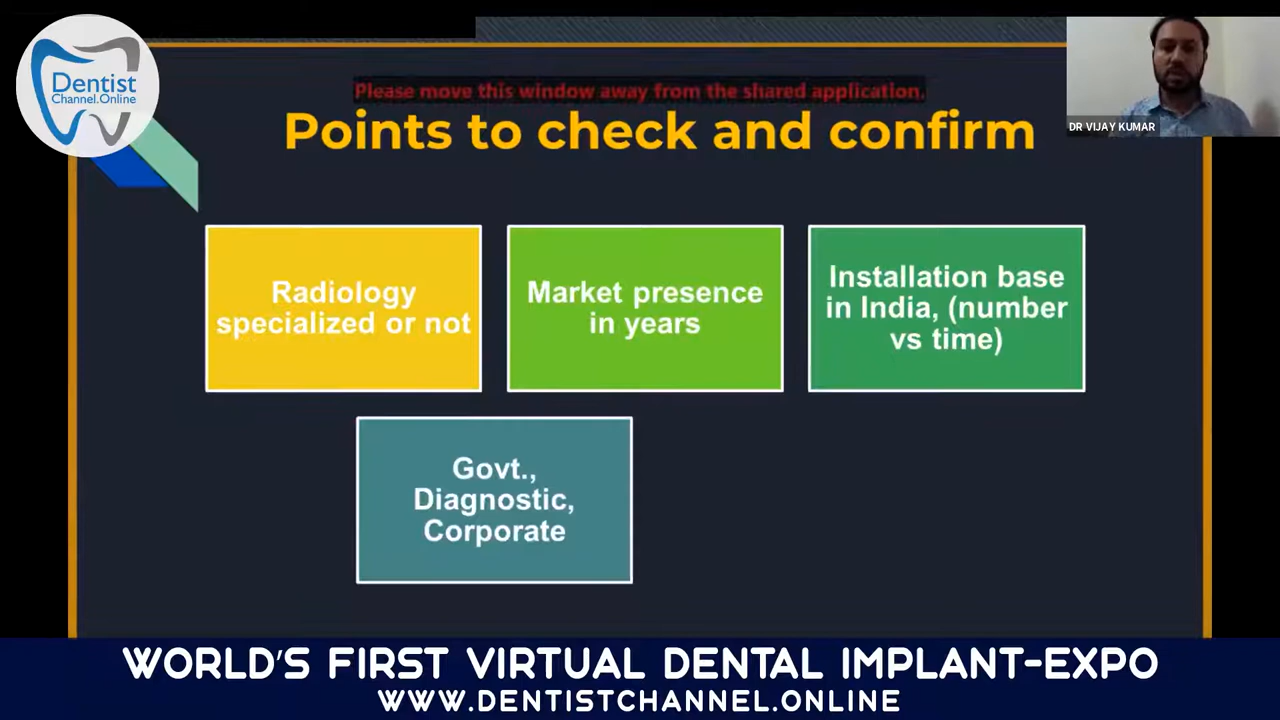 Dentist
Channel.Online
Please move this window away from the shared application.
Points to check and confirm
DR VIJAY KUMAR
Radiology
specialized or not
Market presence
in years
Installation base
in India, (number
vs time)
Govt.,
Diagnostic,
Corporate
WORLD'S FIRST VIRTUAL DENTAL IMPLANT-EXPO
WWW.DENTISTCHANNEL.ONLINE